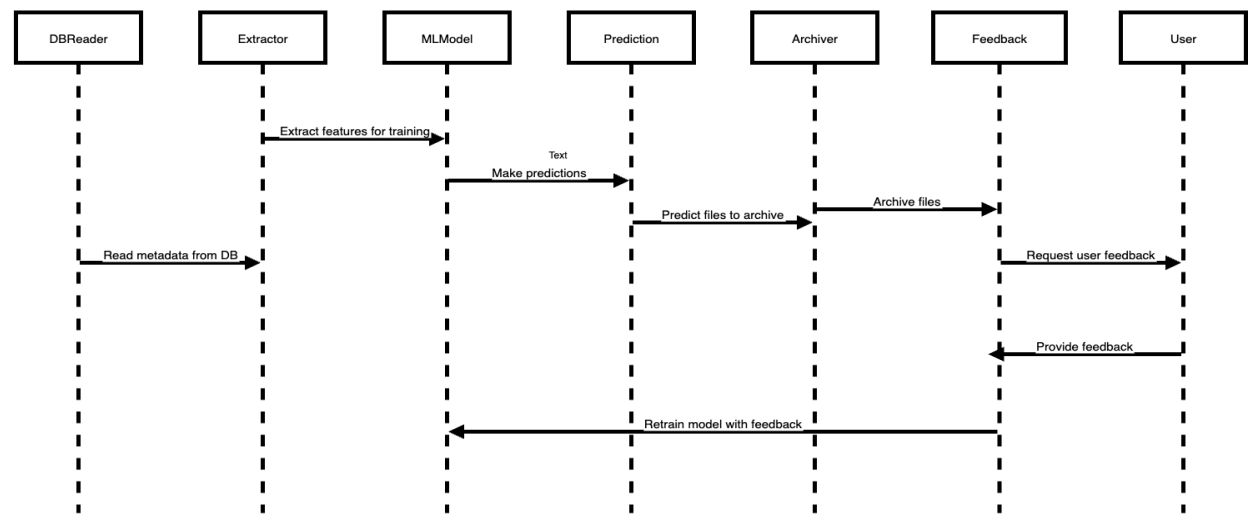 DBReader
Extractor
MLModel
Prediction
Archiver
Feedback
User
Extract features for training
Text
Make predictions
Archive files
Predict files to archive
Read metadata from DB
Request user feedback
Provide feedback
Retrain model with feedback